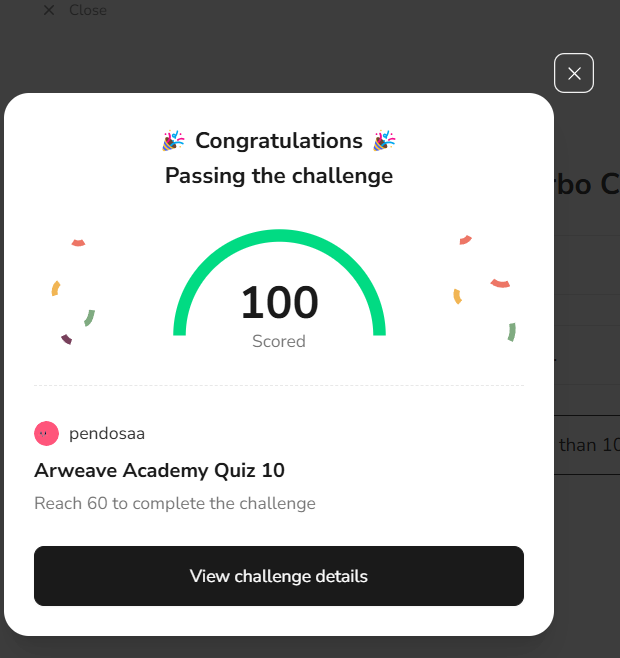 Close
🎉 Congratulations 🎉
Passing the challenge
100
Scored
pendosaa
Arweave Academy Quiz 10
Reach 60 to complete the challenge
than 10
View challenge details